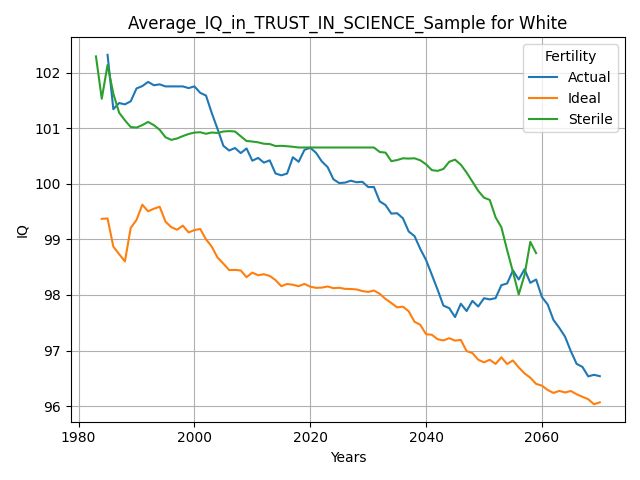 Average_IQ_in_TRUST_IN_SCIENCE_Sample for White
Fertility
Actual
Ideal
Sterile
IQ
102
101
100
99
98
97
96
1980
2000
2020
2040
2060
Years